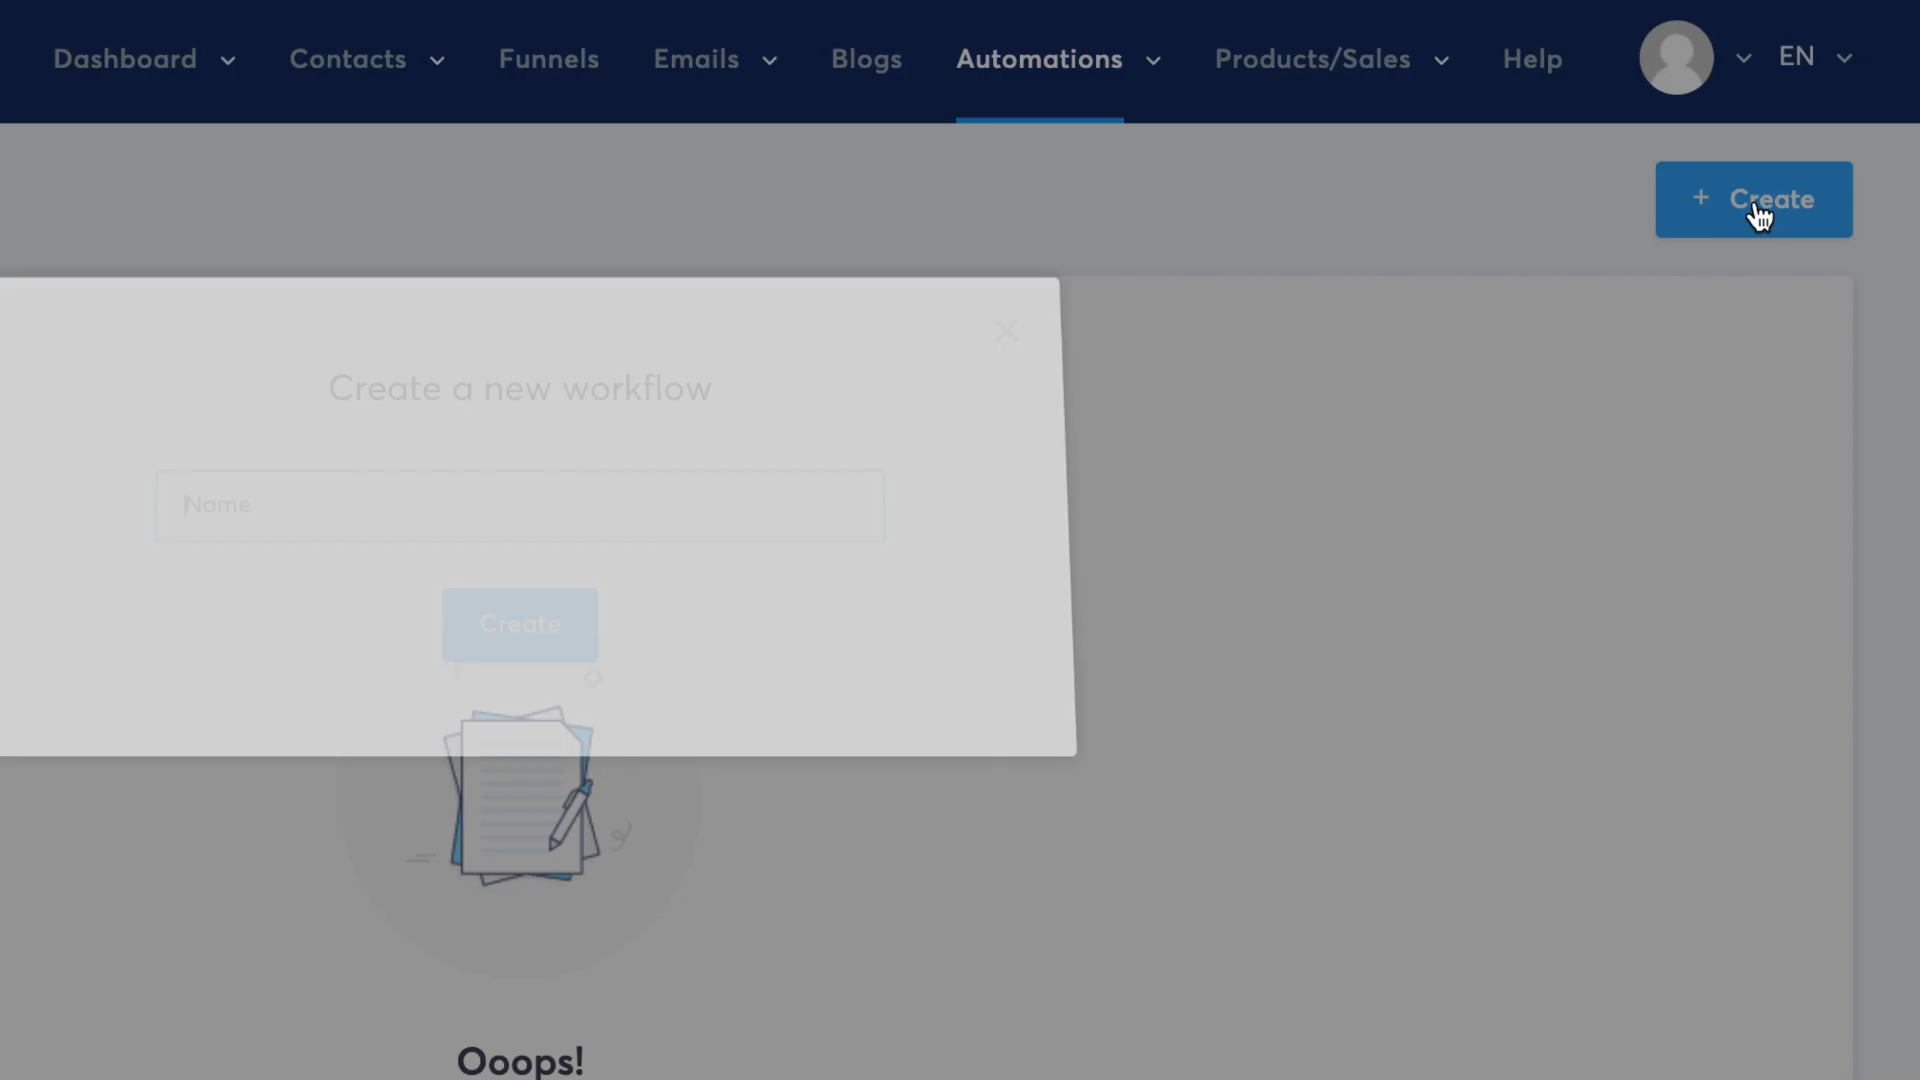 Dashboard Contacts Funnels Emails Blogs Automations Products/Sales Help EN
+ Create
Create a new workflow
Name
Create
Ooops!